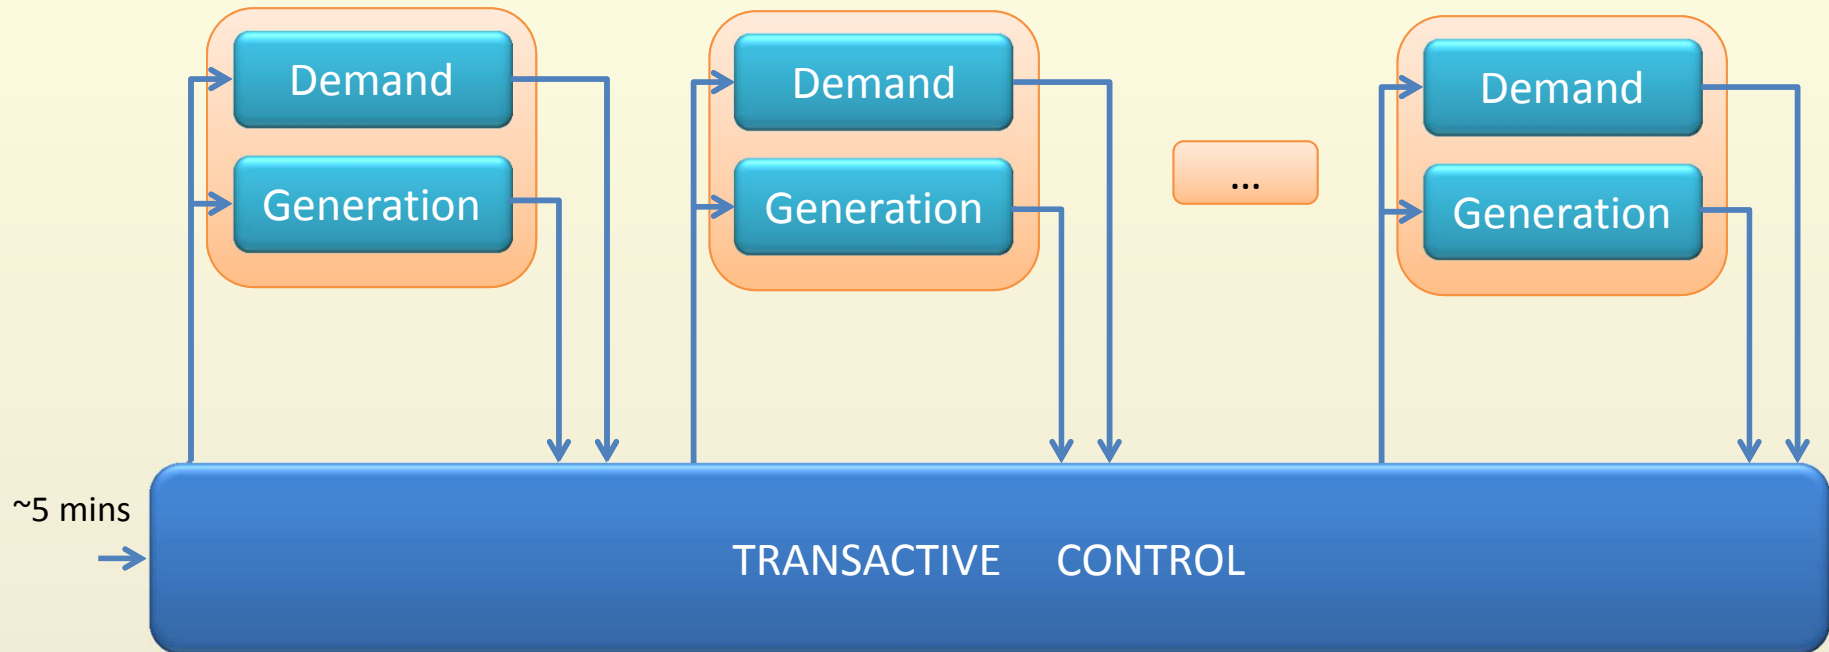 Demand
Generation
Demand
Generation
...
Demand
Generation
~5 mins
TRANSACTIVE CONTROL